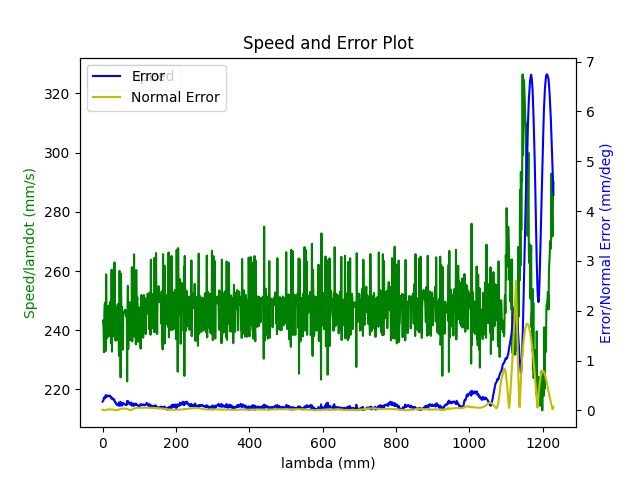 Speed and Error Plot
Error
Normal Error
Speed/lamdot (mm/s)
320
300
280
260
240
220
7
6
5
4
3
2
1
0
Error/Normal Error (mm/deg)
0 200 400 600 800 1000 1200
lambda (mm)